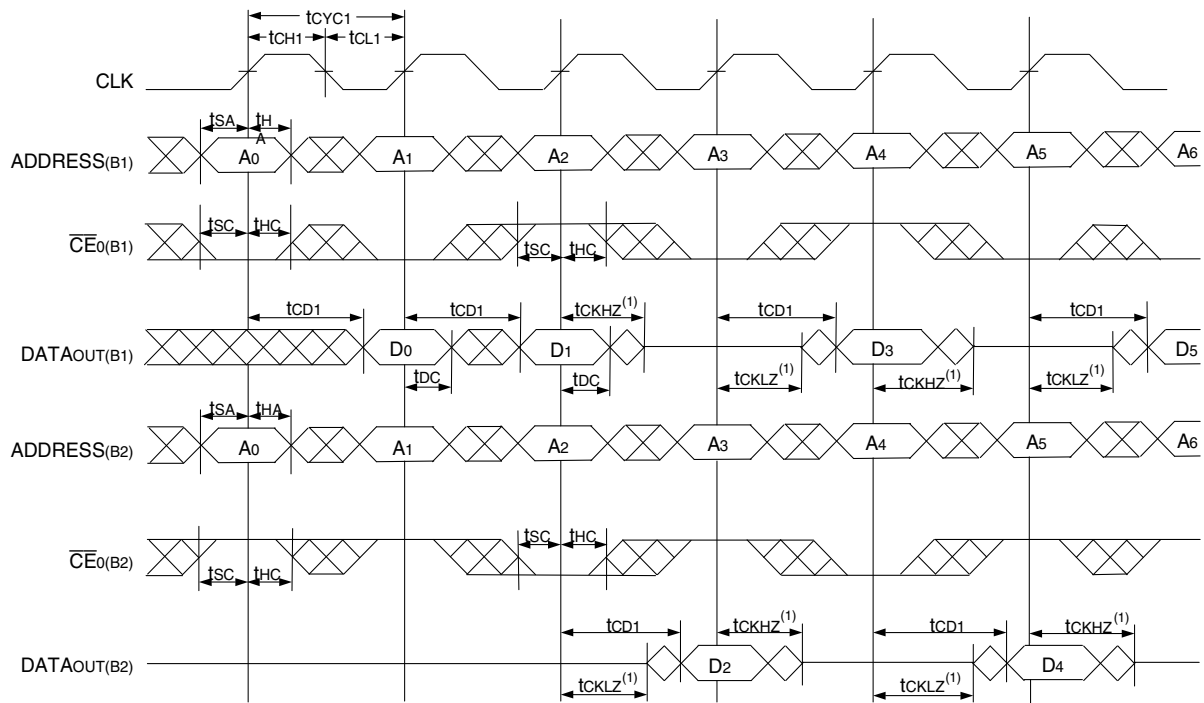 tCYC1
tCH1 tCL1
CLK
tSA tH
A
ADDRESS(B1) A0 A1 A2 A3 A4 A5 A6
tSC tHC tSC tHC
CE0(B1)
tCD1 tCD1 tCKHZ(1) tCD1 tCD1
DATAOUT(B1) D0 D1 D3 D5
tDC tDC tCKLZ(1) tCKHZ(1) tCKLZ(1)
tSA tHA
ADDRESS(B2) A0 A1 A2 A3 A4 A5 A6
tSC tHC
CE0(B2)
tSC tHC
tCD1 tCKHZ(1) tCD1 tCKHZ(1)
DATAOUT(B2) D2 D4
tCKLZ(1) tCKLZ(1)